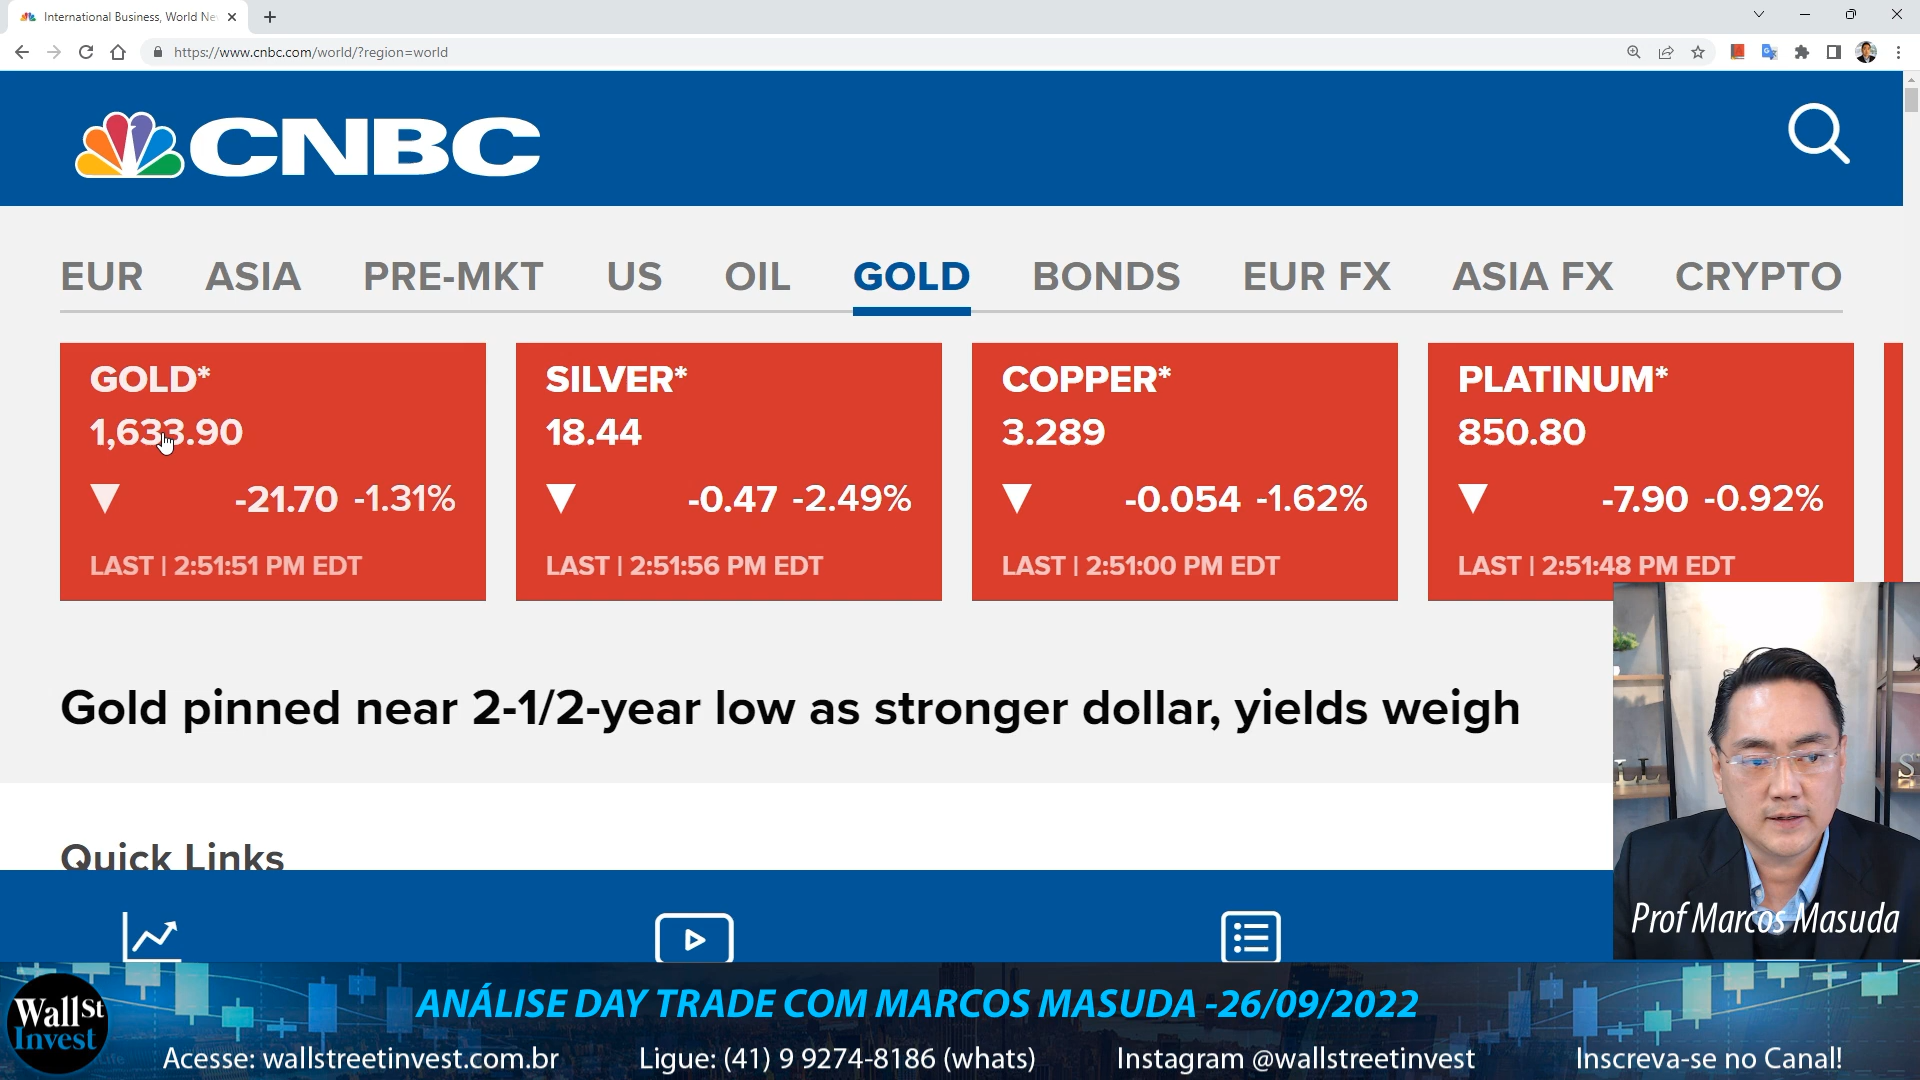 International Business, World Ne
https://www.cnbc.com/world/?region=world
CNBC
EUR ASIA PRE-MKT US OIL GOLD BONDS EUR FX ASIA FX CRYPTO
GOLD* SILVER* COPPER* PLATINUM*
1,633.90 18.44 3.289 850.80
-21.70 -1.31% -0.47 -2.49% -0.054 -1.62% -7.90 -0.92%
LAST | 2:51:51 PM EDT LAST | 2:51:56 PM EDT LAST | 2:51:00 PM EDT LAST | 2:51:48 PM EDT
Gold pinned near 2-1/2-year low as stronger dollar, yields weigh
Quick Links
Prof Marcos Masuda
Wall St
Invest
ANÁLISE DAY TRADE COM MARCOS MASUDA -26/09/2022
Acesse: wallstreetinvest.com.br Ligue: (41) 9 9274-8186 (whats) Instagram @wallstreetinvest Inscreva-se no Canal!